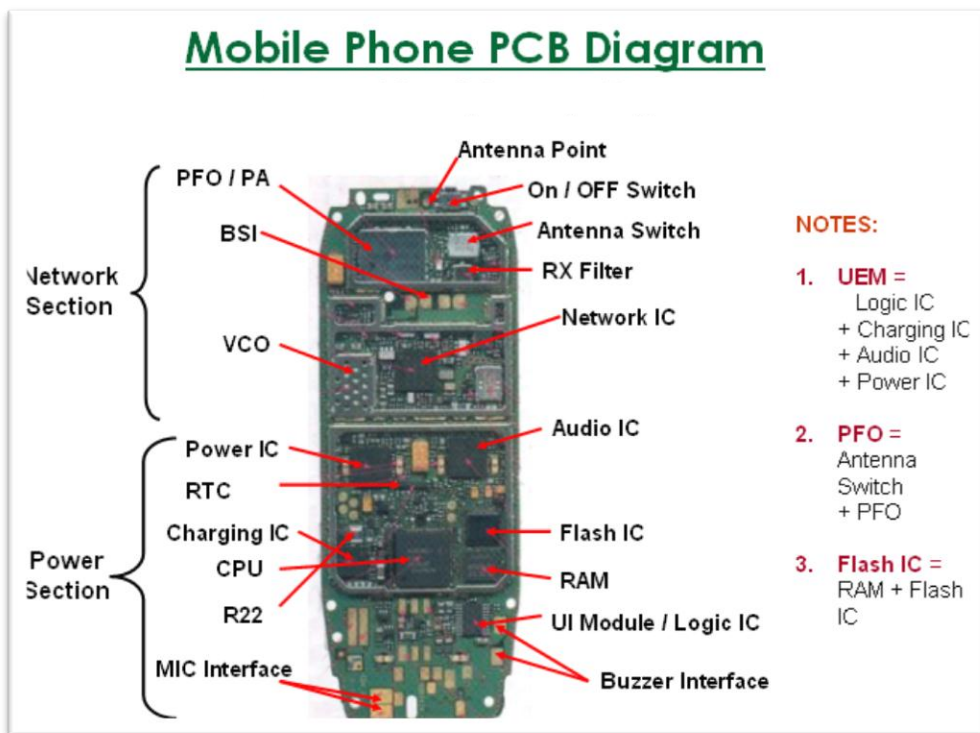 Mobile Phone PCB Diagram
Antenna Point
PFO / PA
On / OFF Switch
BSI
Antenna Switch
RX Filter
Network
Section
Network IC
VCO
Audio IC
Power IC
RTC
Charging IC
Flash IC
CPU
RAM
Power
Section
R22
UI Module / Logic IC
MIC Interface
Buzzer Interface
NOTES:
1. UEM =
Logic IC
+ Charging IC
+ Audio IC
+ Power IC
2. PFO =
Antenna
Switch
+ PFO
3. Flash IC =
RAM + Flash
IC